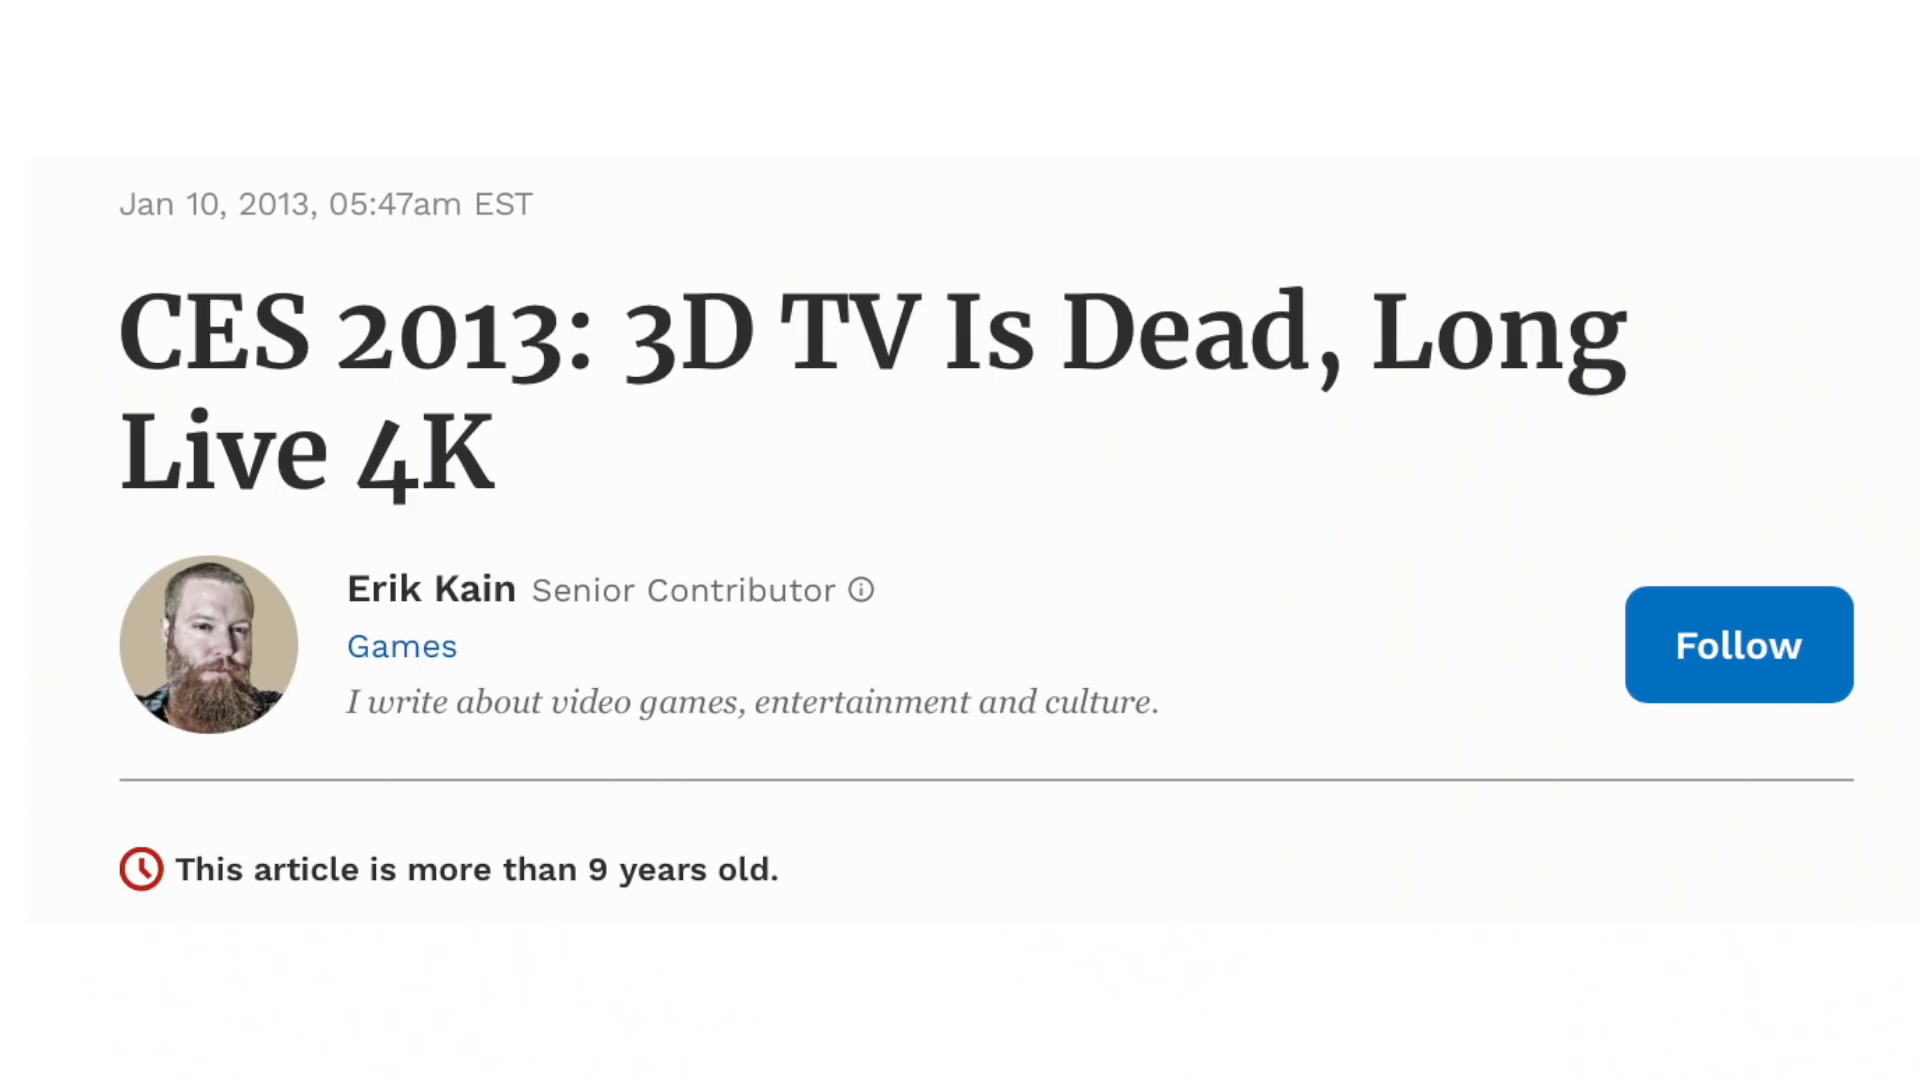 Jan 10, 2013, 05:47am EST
CES 2013: 3D TV Is Dead, Long
Live 4K
Erik Kain Senior Contributor
Games
I write about video games, entertainment and culture.
Follow
This article is more than 9 years old.